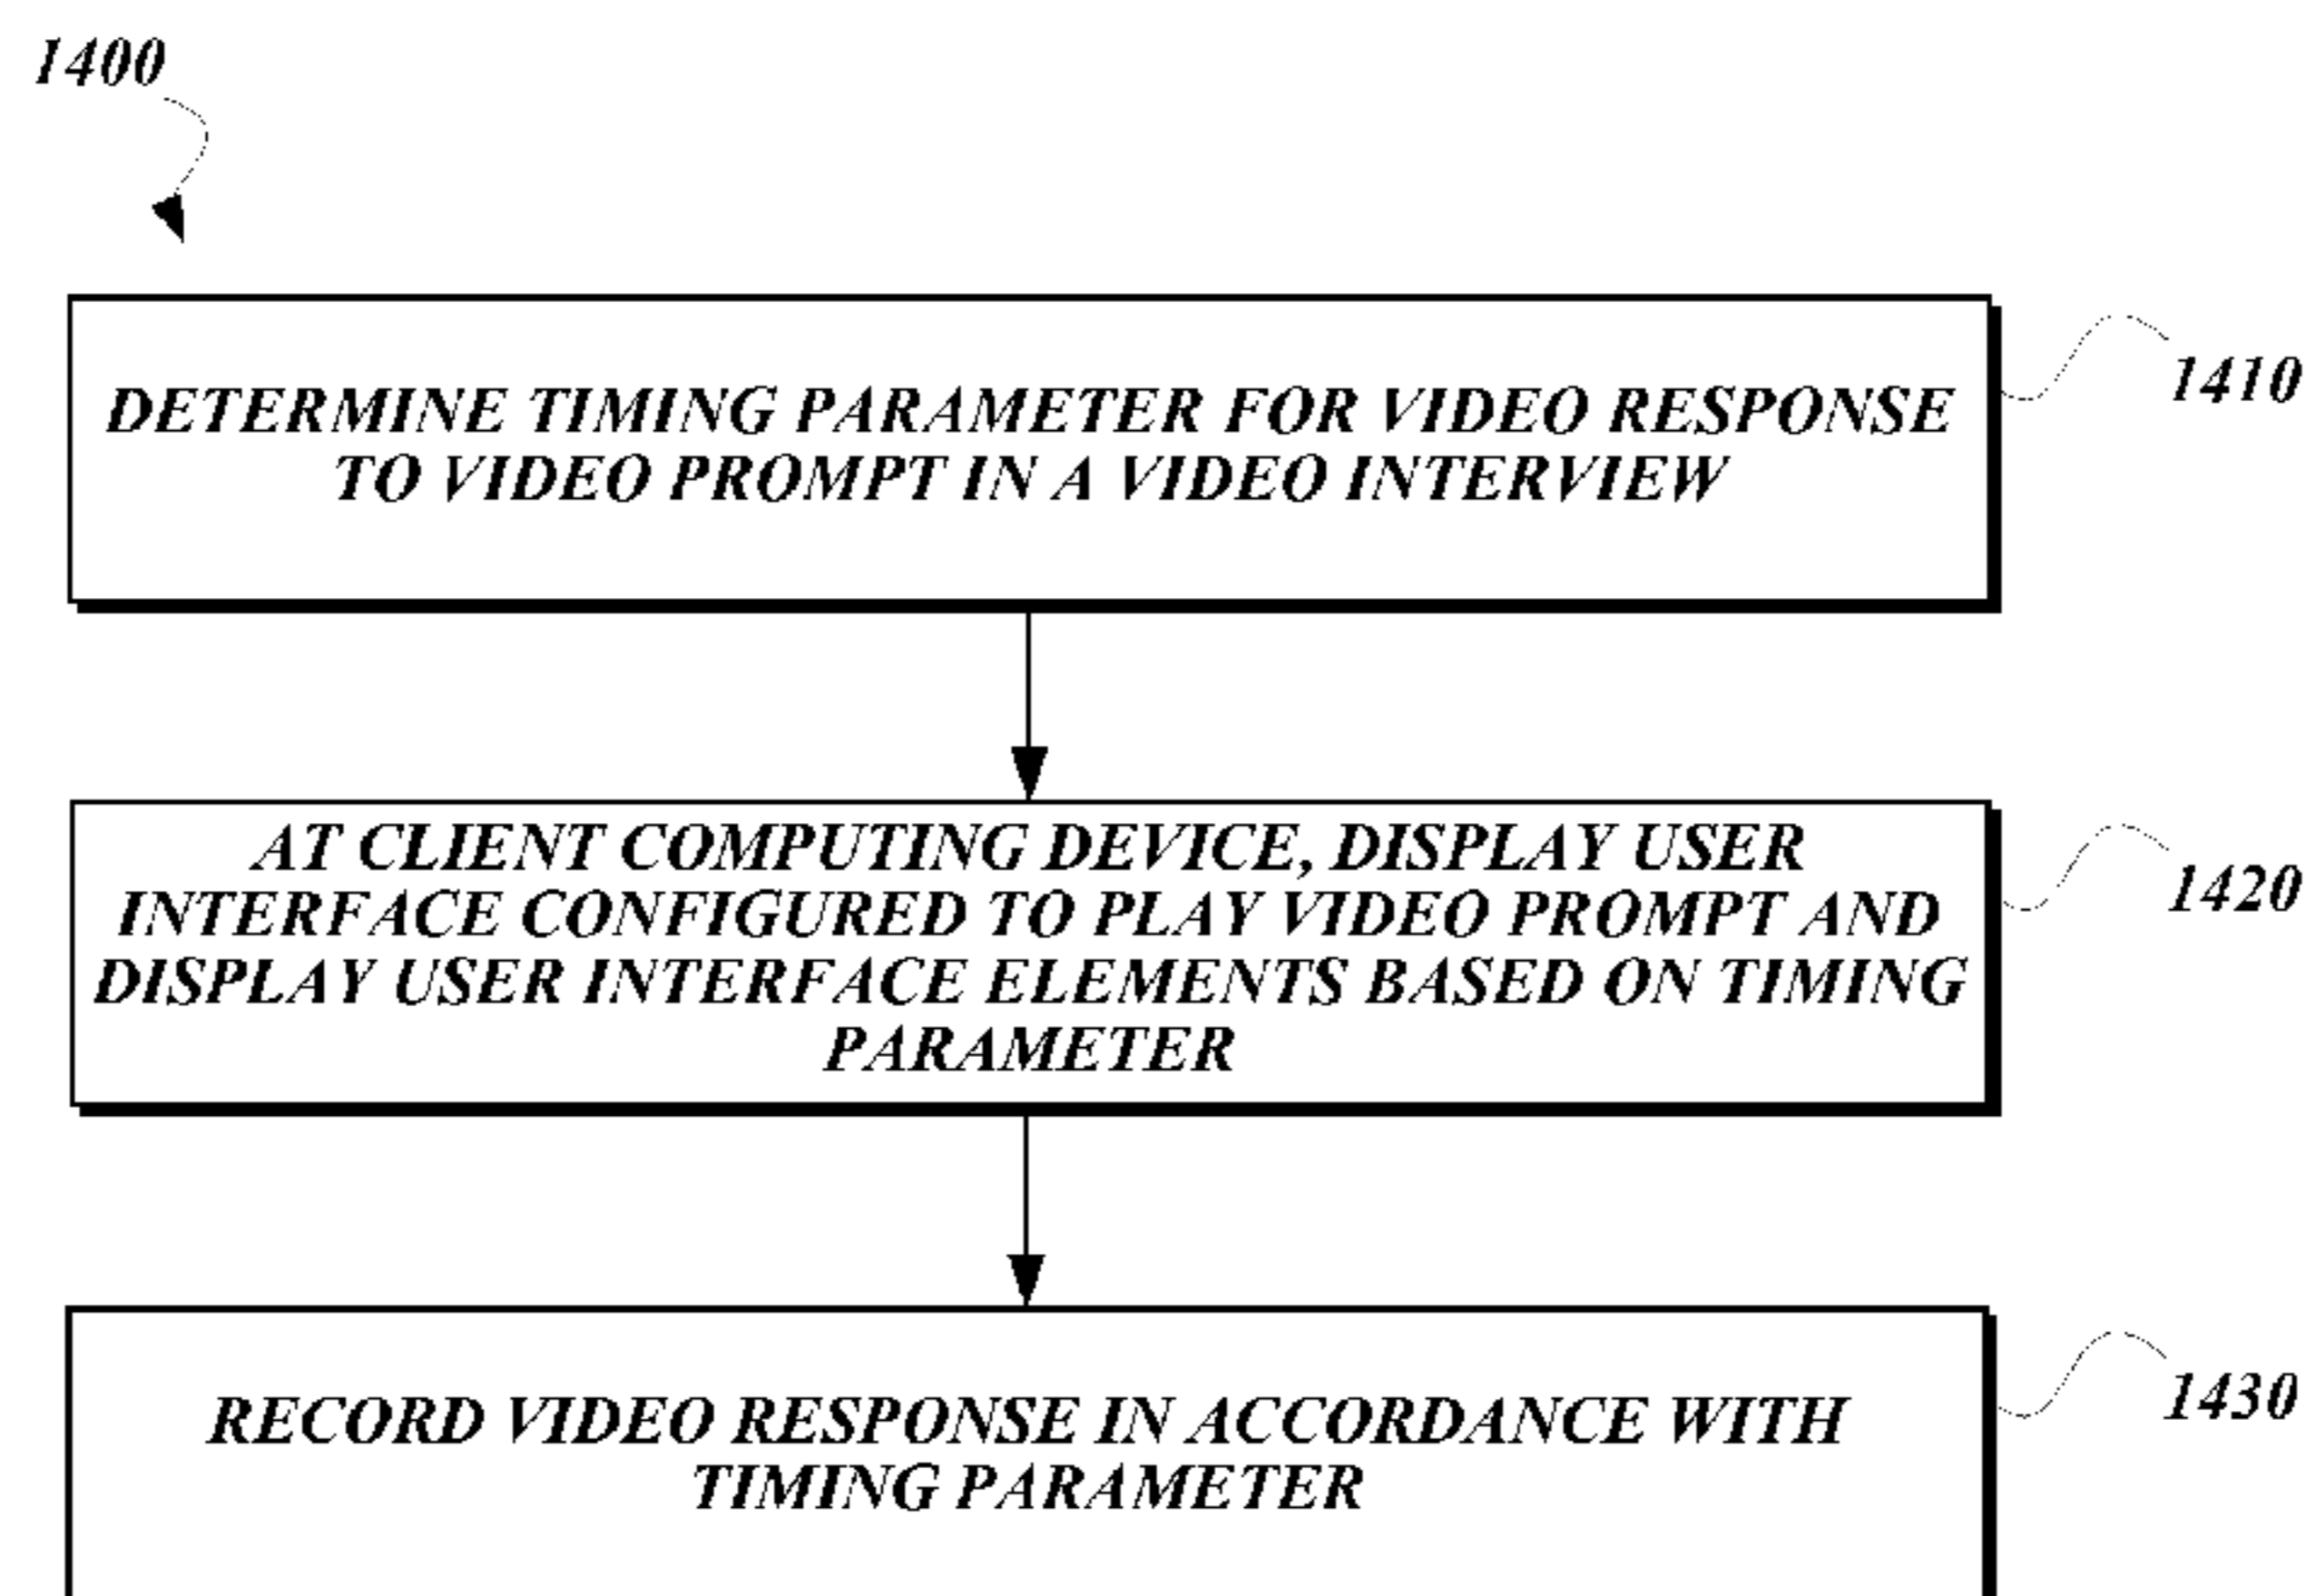 1400
DETERMINE TIMING PARAMETER FOR VIDEO RESPONSE
TO VIDEO PROMPT IN A VIDEO INTERVIEW
1410
AT CLIENT COMPUTING DEVICE, DISPLAY USER
INTERFACE CONFIGURED TO PLAY VIDEO PROMPT AND
DISPLAY USER INTERFACE ELEMENTS BASED ON TIMING
PARAMETER
1420
RECORD VIDEO RESPONSE IN ACCORDANCE WITH
TIMING PARAMETER
1430